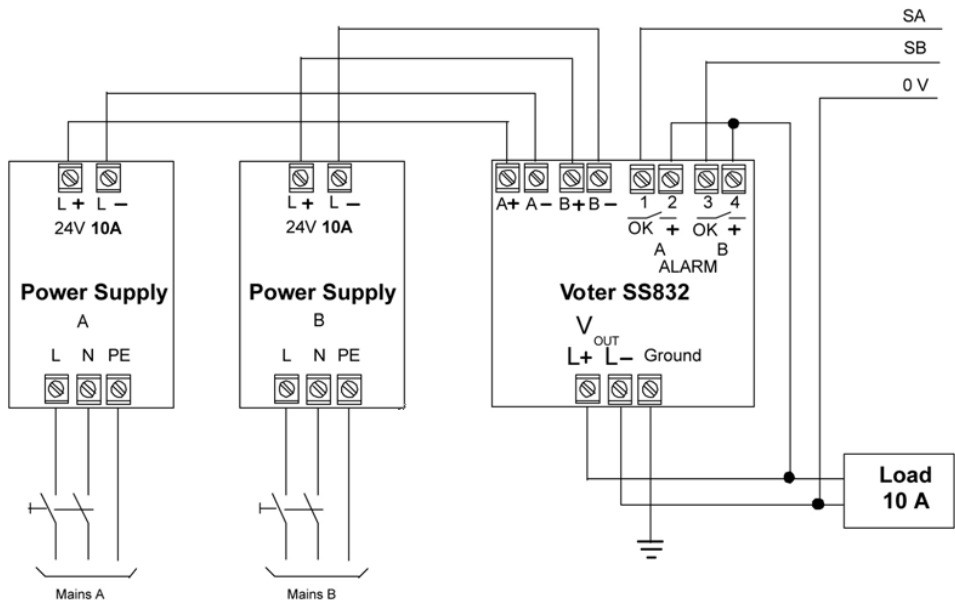 SA
SB
0 V
L + L −
24V 10A
Power Supply
A
L N PE
Mains A
L + L −
24V 10A
Power Supply
B
L N PE
Mains B
A+ A− B+ B−
1 2 3 4
OK + OK +
A B
ALARM
Voter SS832
V OUT
L+ L− Ground
Load
10 A